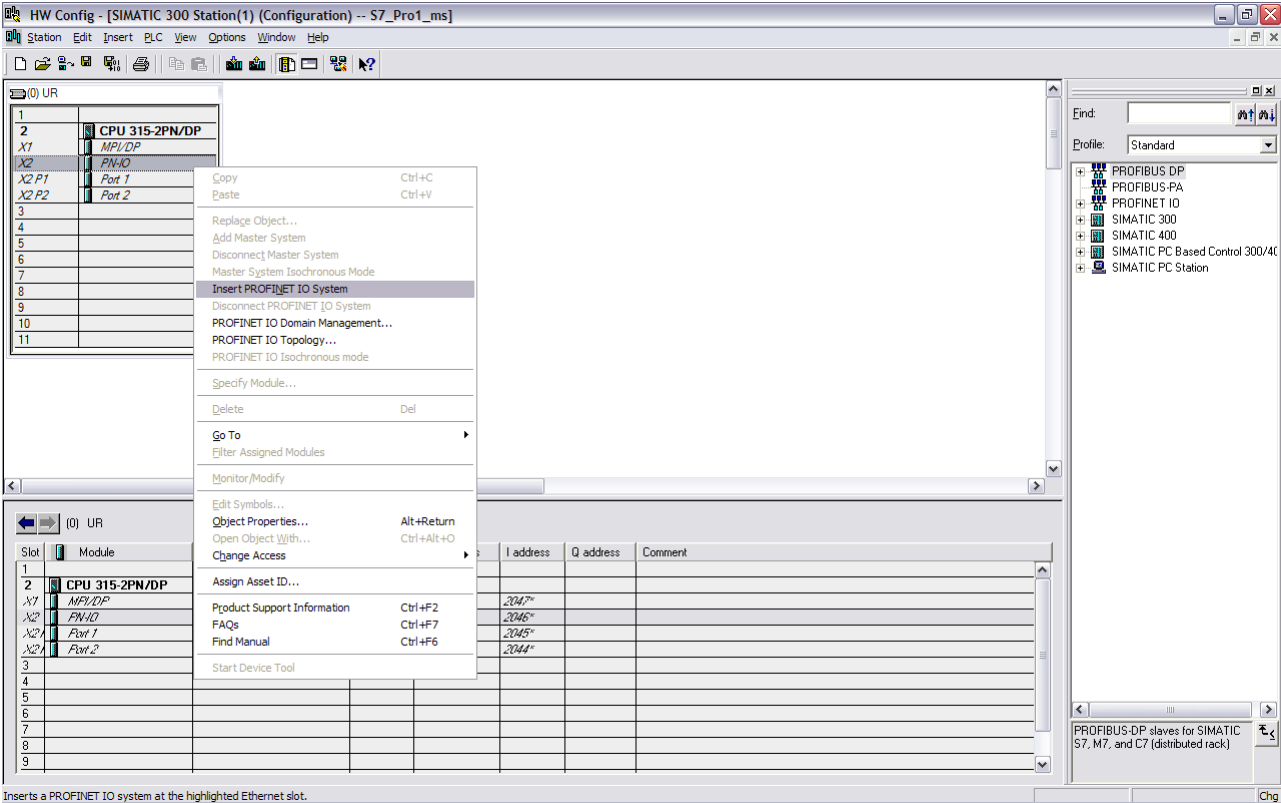 HW Config - [SIMATIC 300 Station(1) (Configuration) -- S7_Pro1_ms]
Station Edit Insert PLC View Options Window Help
(0) UR
1
2 CPU 315-2PN/DP
X1 MPI/DP
X2 PN-IO
X2 P1 Port 1
X2 P2 Port 2
3
4
5
6
7
8
9
10
11
Copy Ctrl+C
Paste Ctrl+V
Replace Object...
Add Master System
Disconnect Master System
Master System Isochronous Mode
Insert PROFINET IO System
Disconnect PROFINET IO System
PROFINET IO Domain Management...
PROFINET IO Topology...
PROFINET IO Isochronous mode
Specify Module...
Delete Del
Go To
Filter Assigned Modules
Monitor/Modify
Edit Symbols...
Object Properties... Alt+Return
Open Object With... Ctrl+Alt+O
Change Access
Assign Asset ID...
Product Support Information Ctrl+F2
FAQs Ctrl+F7
Find Manual Ctrl+F6
Start Device Tool
Find:
Profile: Standard
PROFIBUS DP
PROFIBUS-PA
PROFINET IO
SIMATIC 300
SIMATIC 400
SIMATIC PC Based Control 300/40
SIMATIC PC Station
(0) UR
Slot Module I address Q address Comment
1
2 CPU 315-2PN/DP
X1 MPI/DP 2047*
X2 PN-IO 2046*
X2 Port 1 2045*
X2 Port 2 2044*
3
4
5
6
7
8
9
PROFIBUS-DP slaves for SIMATIC
S7, M7, and C7 (distributed rack)
Inserts a PROFINET IO system at the highlighted Ethernet slot. Chg